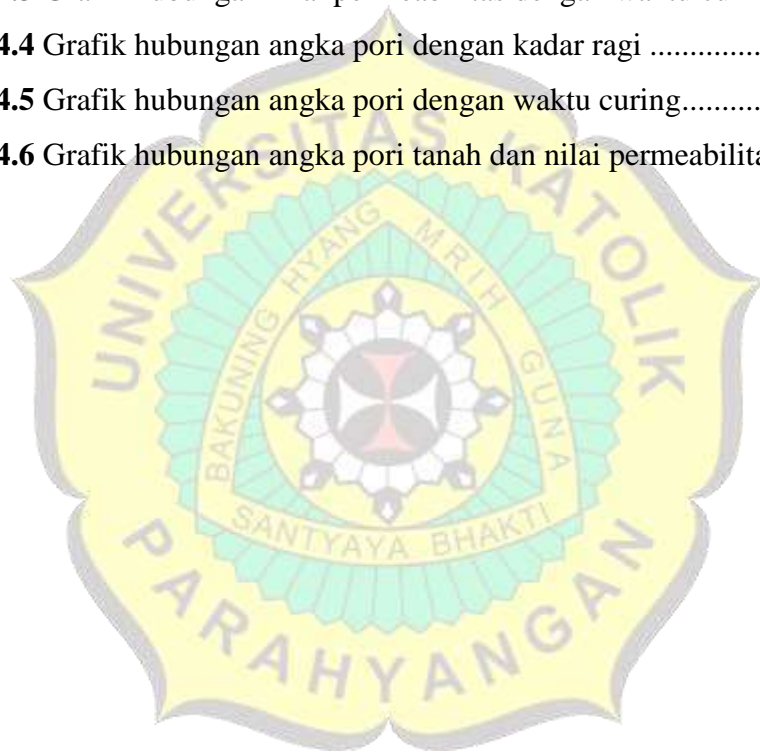 4.4 Grafik hubungan angka pori dengan kadar ragi ..............
4.5 Grafik hubungan angka pori dengan waktu curing..........
4.6 Grafik hubungan angka pori tanah dan nilai
UNIVERSITAS KATOLIK
BAKUNING HYANG MRIH GUNA
SANTYAYA BHAKTI
PARAHYANGAN